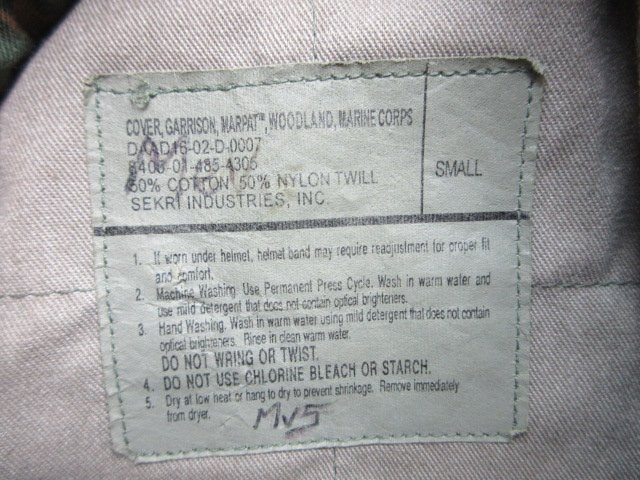 COVER, GARRISON, MARPAT™, WOODLAND, MARINE CORPS
DAAD16-02-D-0007
8405-01-485-4305
50% COTTON 50% NYLON TWILL
SEKRI INDUSTRIES, INC.
SMALL
1. If worn under helmet, helmet band may require readjustment for proper fit
and comfort.
2. Machine Washing. Use Permanent Press Cycle. Wash in warm water and
use mild detergent that does not contain optical brighteners.
3. Hand Washing. Wash in warm water using mild detergent that does not contain
optical brighteners. Rinse in clean warm water.
DO NOT WRING OR TWIST.
4. DO NOT USE CHLORINE BLEACH OR STARCH.
5. Dry at low heat or hang to dry to prevent shrinkage. Remove immediately
from dryer.
MV5